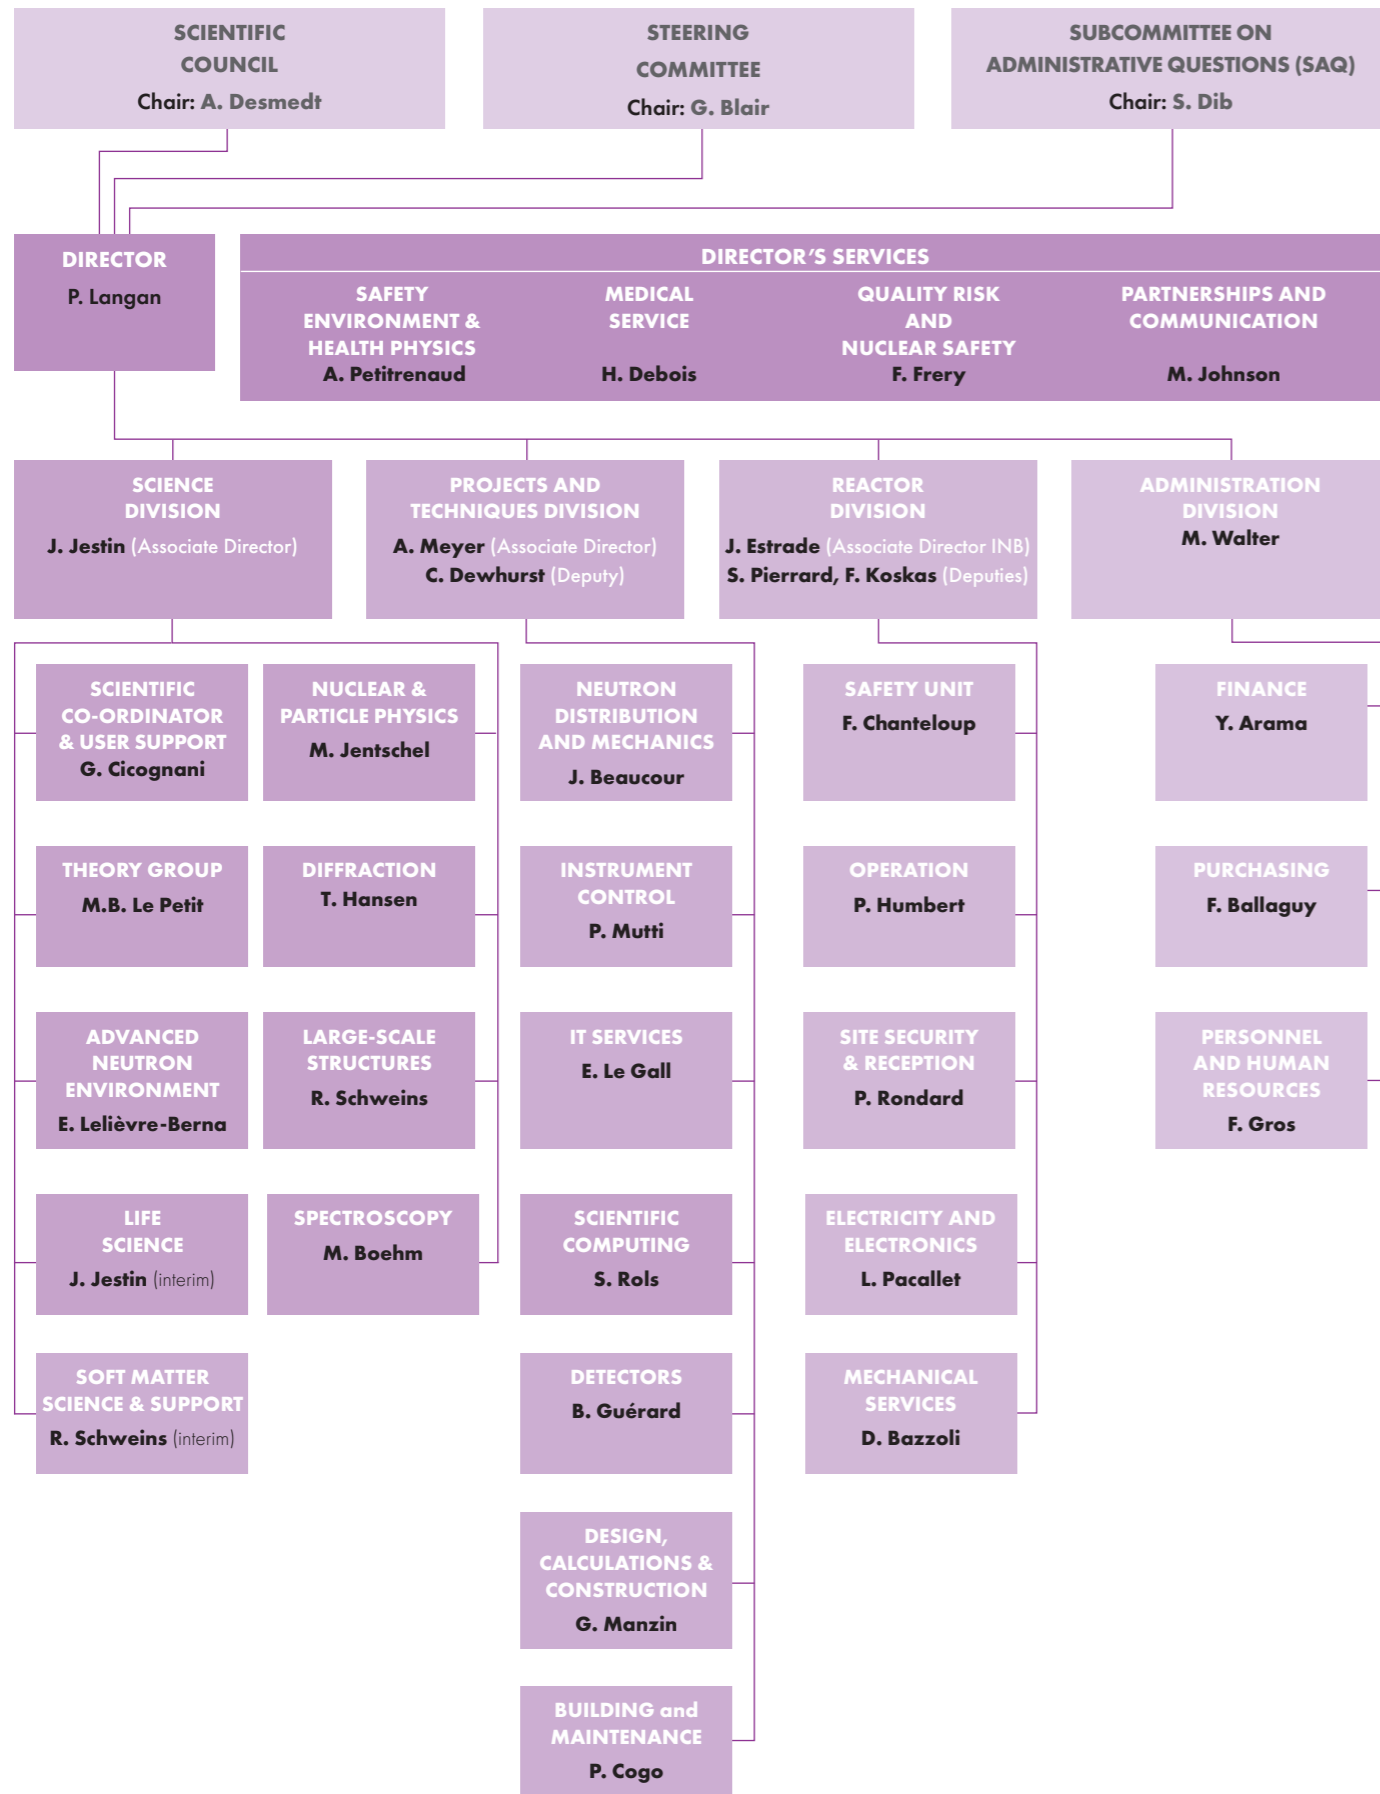 SCIENTIFIC
COUNCIL
Chair: A. Desmedt
STEERING
COMMITTEE
Chair: G. Blair
SUBCOMMITTEE ON
ADMINISTRATIVE QUESTIONS (SAQ)
Chair: S. Dib
DIRECTOR
P. Langan
DIRECTOR'S SERVICES
SAFETY
ENVIRONMENT &
HEALTH PHYSICS
A. Petitrenaud
MEDICAL
SERVICE
H. Debois
QUALITY RISK
AND
NUCLEAR SAFETY
F. Frery
PARTNERSHIPS AND
COMMUNICATION
M. Johnson
SCIENCE
DIVISION
J. Jestin (Associate Director)
PROJECTS AND
TECHNIQUES DIVISION
A. Meyer (Associate Director)
C. Dewhurst (Deputy)
REACTOR
DIVISION
J. Estrade (Associate Director INB)
S. Pierrard, F. Koskas (Deputies)
ADMINISTRATION
DIVISION
M. Walter
SCIENTIFIC
CO-ORDINATOR
& USER SUPPORT
G. Cicognani
NUCLEAR &
PARTICLE PHYSICS
M. Jentschel
NEUTRON
DISTRIBUTION
AND MECHANICS
J. Beaucour
SAFETY UNIT
F. Chanteloup
FINANCE
Y. Arama
THEORY GROUP
M.B. Le Petit
DIFFRACTION
T. Hansen
INSTRUMENT
CONTROL
P. Mutti
OPERATION
P. Humbert
PURCHASING
F. Ballaguy
ADVANCED
NEUTRON
ENVIRONMENT
E. Lelièvre-Berna
LARGE-SCALE
STRUCTURES
R. Schweins
IT SERVICES
E. Le Gall
SITE SECURITY
& RECEPTION
P. Rondard
PERSONNEL
AND HUMAN
RESOURCES
F. Gros
LIFE
SCIENCE
J. Jestin (interim)
SPECTROSCOPY
M. Boehm
SCIENTIFIC
COMPUTING
S. Rols
ELECTRICITY AND
ELECTRONICS
L. Pacallet
SOFT MATTER
SCIENCE & SUPPORT
R. Schweins (interim)
DETECTORS
B. Guérard
MECHANICAL
SERVICES
D. Bazzoli
DESIGN,
CALCULATIONS &
CONSTRUCTION
G. Manzin
BUILDING and
MAINTENANCE
P. Cogo